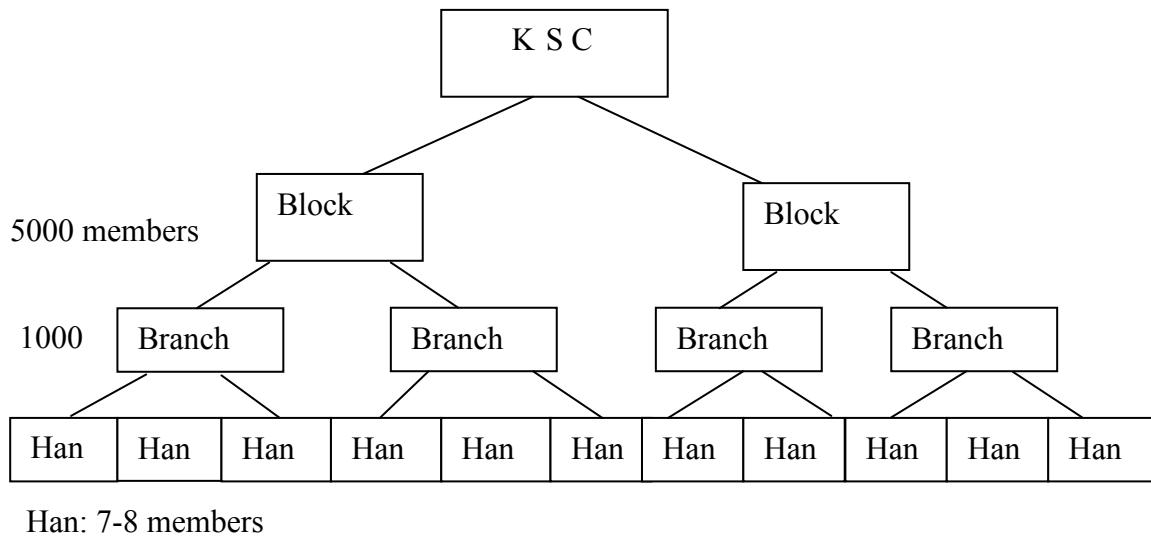 K S C
Block
Block
5000 members
1000
Branch
Branch
Branch
Branch
Han Han Han Han Han Han Han Han Han Han Han
Han: 7-8 members